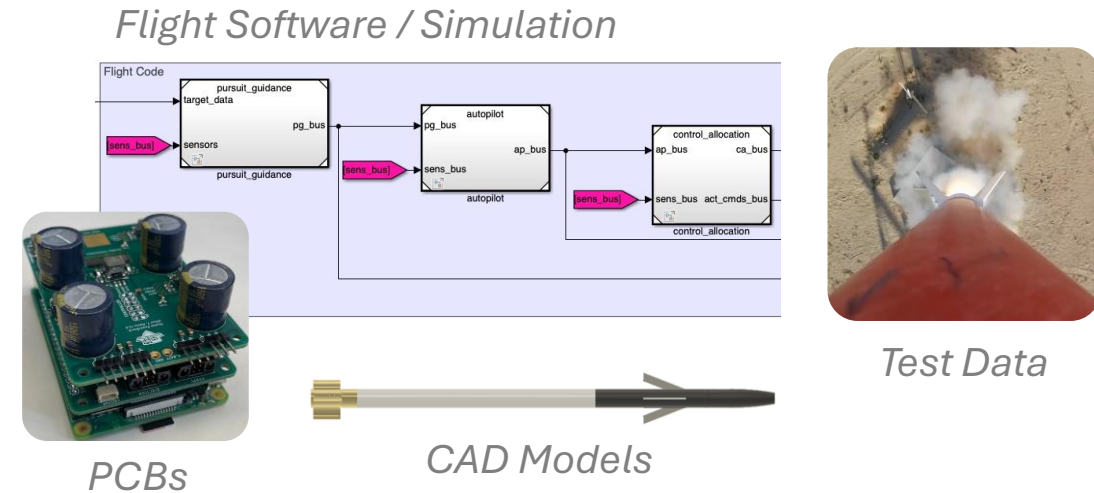 Flight Software / Simulation
Flight Code
pursuit_guidance
target_data
pg_bus
[sens_bus]
sensors
pursuit_guidance
autopilot
pg_bus
ap_bus
[sens_bus]
sens_bus
autopilot
control_allocation
ap_bus
ca_bus
[sens_bus]
sens_bus
act_cmds_bus
control_allocation
Test Data
CAD Models
PCBs